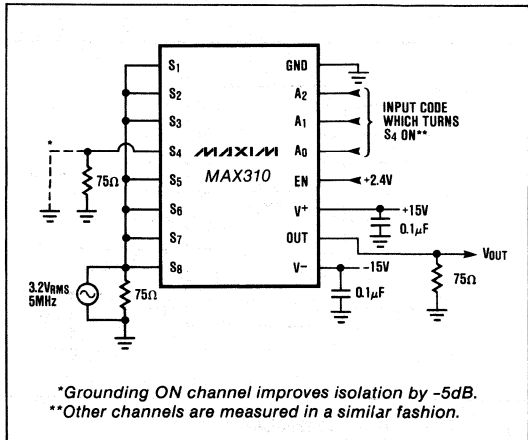 S1
S2
S3
S4
S5
S6
S7
S8
GND
A2
A1
A0
EN
V+
OUT
V-
MAXIM
MAX310
*
75Ω
3.2VRMS
5MHz
75Ω
INPUT CODE
WHICH TURNS
S4 ON**
+2.4V
+15V
0.1μF
VOUT
-15V
0.1μF
75Ω
*Grounding ON channel improves isolation by -5dB.
**Other channels are measured in a similar fashion.